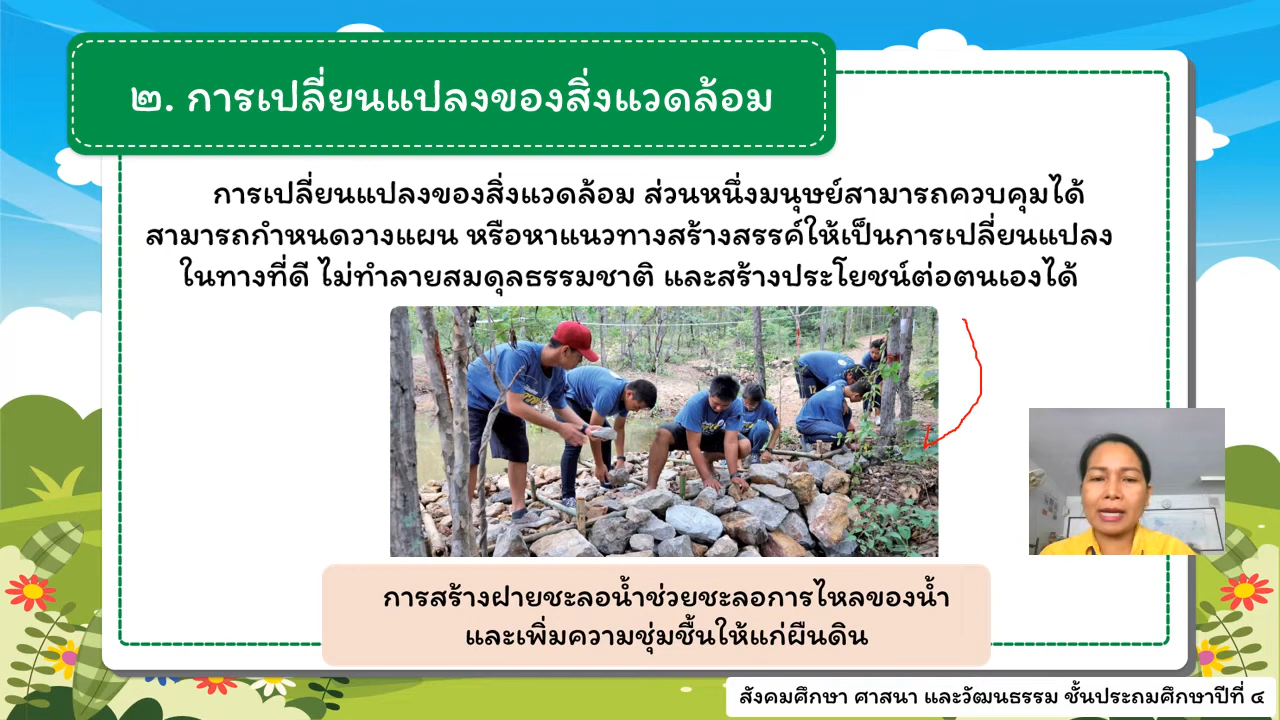 ๒. การเปลี่ยนแปลงของสิ่งแวดล้อม
การเปลี่ยนแปลงของสิ่งแวดล้อม ส่วนหนึ่งมนุษย์สามารถควบคุมได้
สามารถกำหนดวางแผน หรือหาแนวทางสร้างสรรค์ให้เป็นการเปลี่ยนแปลง
ในทางที่ดี ไม่ทำลายสมดุลธรรมชาติ และสร้างประโยชน์ต่อตนเองได้
การสร้างฝายชะลอน้ำช่วยชะลอการไหลของน้ำ
และเพิ่มความชุ่มชื้นให้แก่ผืนดิน
สังคมศึกษา ศาสนา และวัฒนธรรม ชั้นประถมศึกษาปีที่ ๔